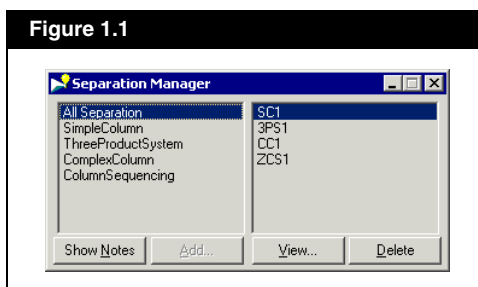 Figure 1.1
Separation Manager
All Separation
SimpleColumn
ThreeProductSystem
ComplexColumn
ColumnSequencing
SC1
3PS1
CC1
ZCS1
Show Notes
Add...
View...
Delete